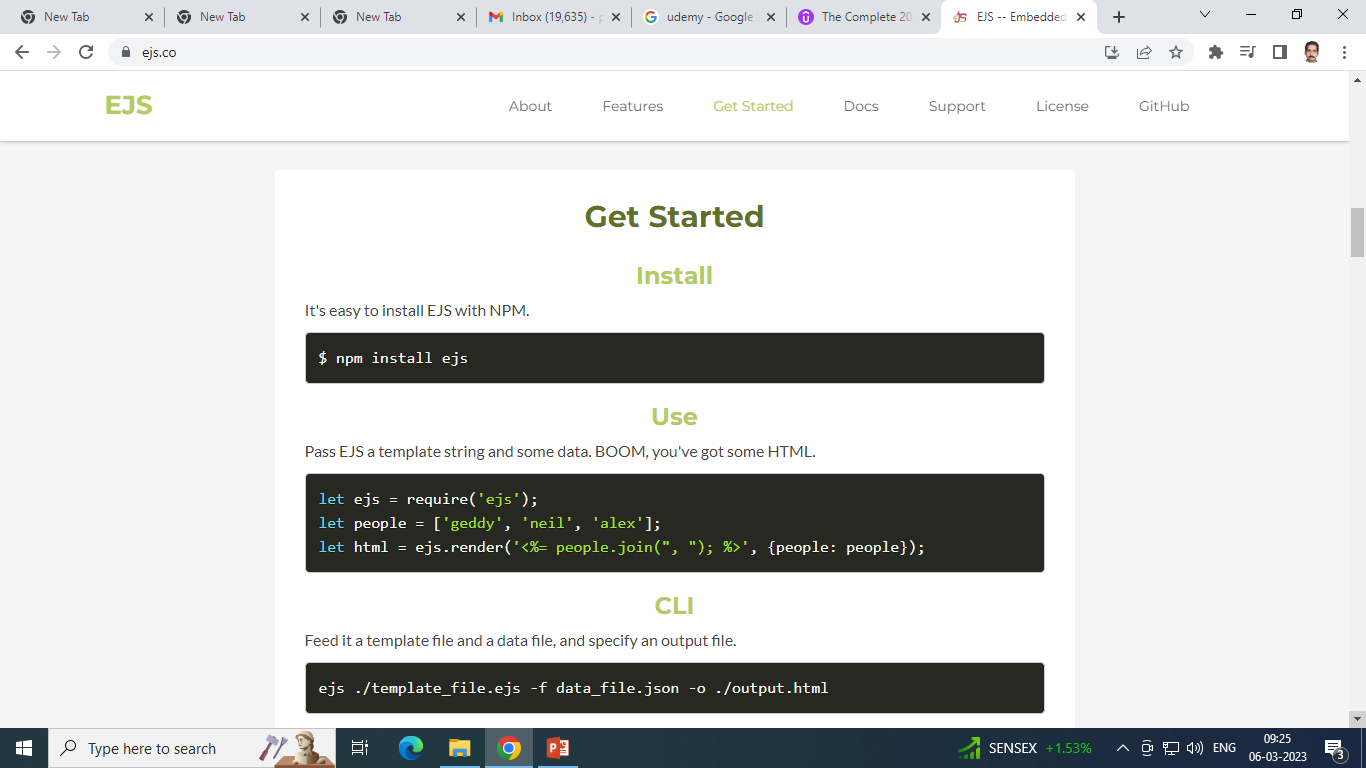 New Tab
New Tab
New Tab
Inbox (19,635) -
udemy - Google
The Complete 20
EJS -- Embedded
ejs.co
EJS
About Features Get Started Docs Support License GitHub
Get Started
Install
It's easy to install EJS with NPM.
$ npm install ejs
Use
Pass EJS a template string and some data. BOOM, you've got some HTML.
let ejs = require('ejs');
let people = ['geddy', 'neil', 'alex'];
let html = ejs.render('<%= people.join(", "); %>', {people: people});
CLI
Feed it a template file and a data file, and specify an output file.
ejs ./template_file.ejs -f data_file.json -o ./output.html
Type here to search
SENSEX +1.53%
ENG
09:25
06-03-2023
3